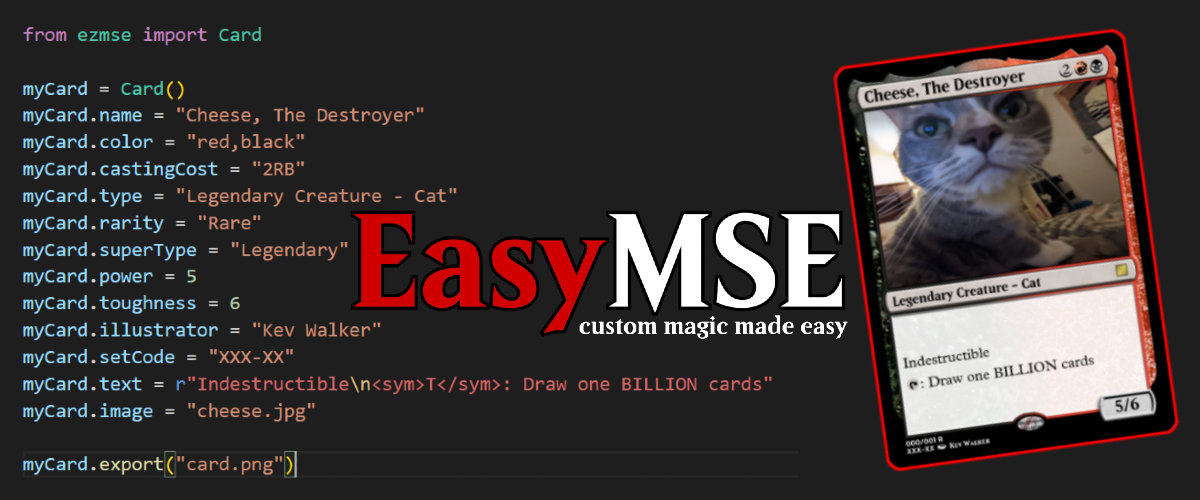 from ezmse import Card
myCard = Card()
myCard.name = "Cheese, The Destroyer"
myCard.color = "red,black"
myCard.castingCost = "2RB"
myCard.type = "Legendary Creature - Cat"
myCard.rarity = "Rare"
myCard.superType = "Legendary"
myCard.power = 5
myCard.toughness = 6
myCard.illustrator = "Kev Walker"
myCard.setCode = "XXX-XX"
myCard.text = r"Indestructible\n<sym>T</sym>: Draw one BILLION cards"
myCard.image = "cheese.jpg"
myCard.export("card.png")
EasyMSE
custom magic made easy
Cheese, The Destroyer 2
Legendary Creature - Cat
Indestructible
: Draw one BILLION cards
5/6
000/001 R
XXX-XX Kev Walker